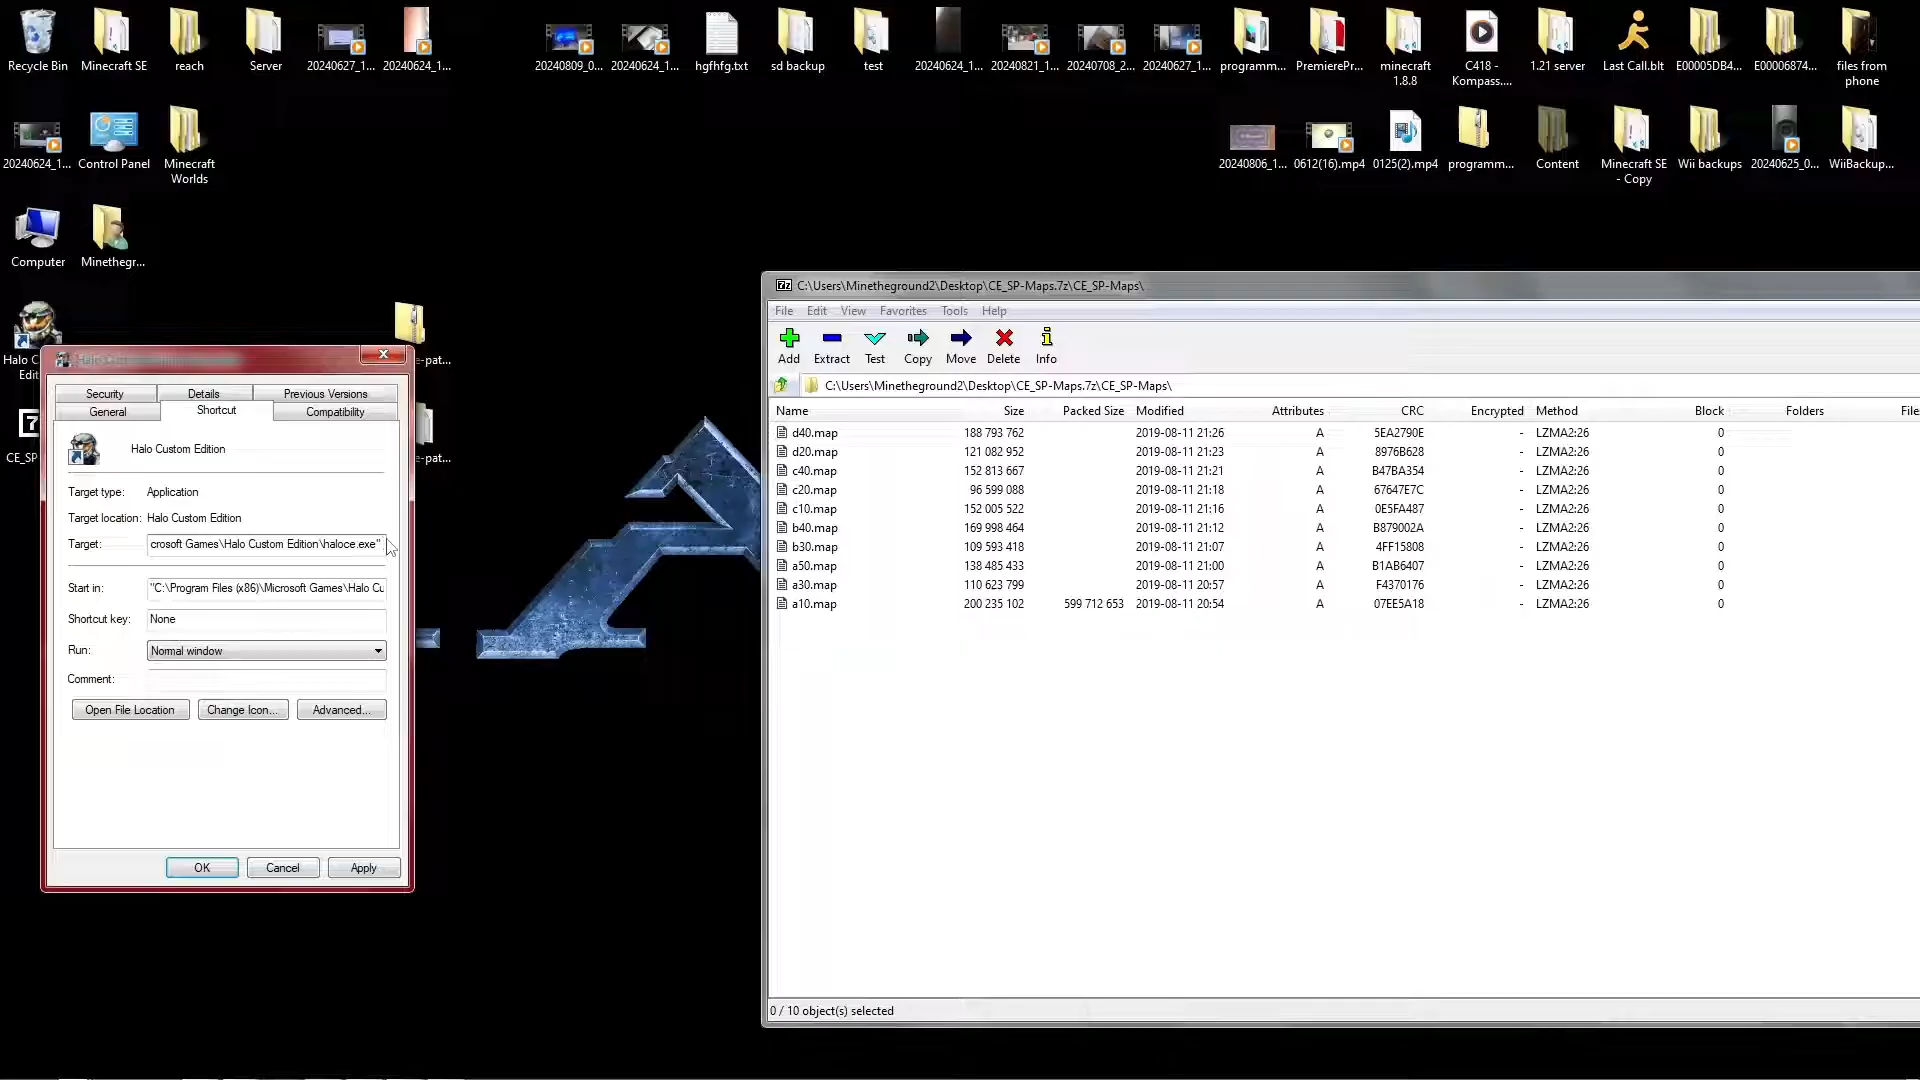 Recycle Bin
Minecraft SE
reach
Server
20240627_1...
20240624_1...
20240809_0...
20240624_1...
hgfhfg.txt
sd backup
test
20240624_1...
20240821_1...
20240708_2...
20240627_1...
programm...
PremierePr...
minecraft
1.8.8
C418 -
Kompass....
1.21 server
Last Call.blt
E00005DB4...
E00006874...
files from
phone
20240624_1...
Control Panel
Minecraft
Worlds
20240806_1...
0612(16).mp4
0125(2).mp4
programm...
Content
Minecraft SE
- Copy
Wii backups
20240625_0...
WiiBackup...
Computer
Minethegr...
Halo C
Edit
e-pat...
CE_SP
e-pat...
Security
Details
Previous Versions
General
Shortcut
Compatibility
Halo Custom Edition
Target type: Application
Target location: Halo Custom Edition
Target: crosoft Games\Halo Custom Edition\haloce.exe"
Start in: "C:\Program Files (x86)\Microsoft Games\Halo Cu
Shortcut key: None
Run: Normal window
Comment:
Open File Location
Change Icon...
Advanced...
OK
Cancel
Apply
7z C:\Users\Minetheground2\Desktop\CE_SP-Maps.7z\CE_SP-Maps\
File Edit View Favorites Tools Help
Add Extract Test Copy Move Delete Info
C:\Users\Minetheground2\Desktop\CE_SP-Maps.7z\CE_SP-Maps\
Name Size Packed Size Modified Attributes CRC Encrypted Method Block Folders File
d40.map 188 793 762 2019-08-11 21:26 A 5EA2790E - LZMA2:26 0
d20.map 121 082 952 2019-08-11 21:23 A 8976B628 - LZMA2:26 0
c40.map 152 813 667 2019-08-11 21:21 A B47BA354 - LZMA2:26 0
c20.map 96 599 088 2019-08-11 21:18 A 67647E7C - LZMA2:26 0
c10.map 152 005 522 2019-08-11 21:16 A 0E5FA487 - LZMA2:26 0
b40.map 169 998 464 2019-08-11 21:12 A B879002A - LZMA2:26 0
b30.map 109 593 418 2019-08-11 21:07 A 4FF15808 - LZMA2:26 0
a50.map 138 485 433 2019-08-11 21:00 A B1AB6407 - LZMA2:26 0
a30.map 110 623 799 2019-08-11 20:57 A F4370176 - LZMA2:26 0
a10.map 200 235 102 599 712 653 2019-08-11 20:54 A 07EE5A18 - LZMA2:26 0
0 / 10 object(s) selected